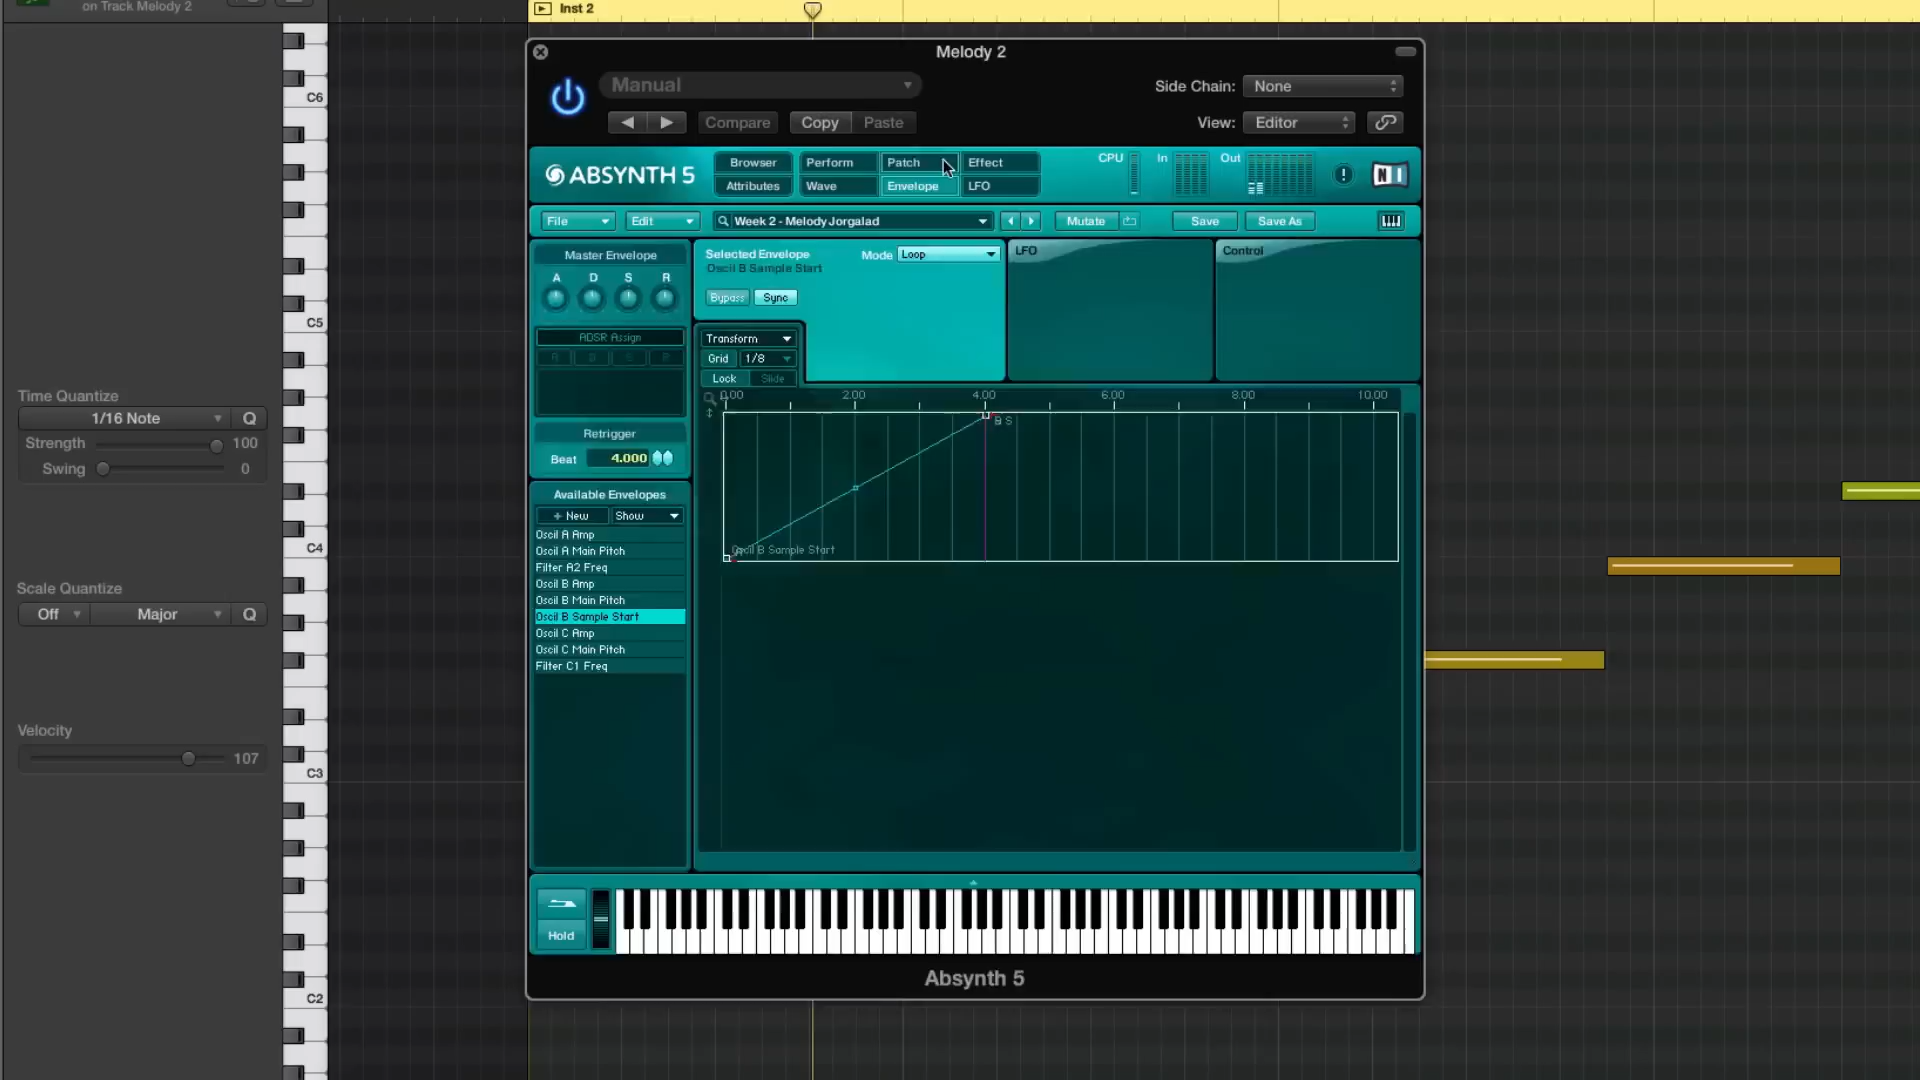 on Track Melody 2
Inst 2
Melody 2
Manual
Side Chain: None
Compare Copy Paste
View: Editor
ABSYNTH 5
Browser Perform Patch Effect
Attributes Wave Envelope LFO
CPU In Out
! NI
File Edit Week 2 - MelodyJorgalad Mutate Save Save As
Master Envelope
A D S R
ADSR Assign
Retrigger
Beat 4.000
Selected Envelope
Oscil B Sample Start
Mode Loop
Bypass Sync
LFO
Control
Transform
Grid 1/8
Lock Slide
0.00 2.00 4.00 6.00 8.00 10.00
B S
Oscil B Sample Start
Available Envelopes
+ New Show
Oscil A Amp
Oscil A Main Pitch
Filter A2 Freq
Oscil B Amp
Oscil B Main Pitch
Oscil B Sample Start
Oscil C Amp
Oscil C Main Pitch
Filter C1 Freq
Hold
Absynth 5
Time Quantize
1/16 Note Q
Strength 100
Swing 0
Scale Quantize
Off Major Q
Velocity
107
C6
C5
C4
C3
C2